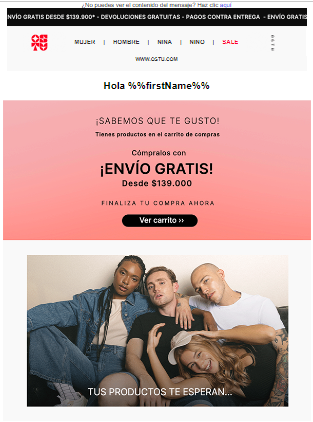 ¿No puedes ver el contenido del mensaje? Haz clic aquí
ENVÍO GRATIS DESDE $139.900* - DEVOLUCIONES GRATUITAS - PAGOS CONTRA ENTREGA - ENVÍO GRATIS
MUJER | HOMBRE | NIÑA | NIÑO | SALE
WWW.GSTU.COM
Hola %%firstName%%
¡SABEMOS QUE TE GUSTO!
Tienes productos en el carrito de compras
Cómpralos con
¡ENVÍO GRATIS!
Desde $139.000
FINALIZA TU COMPRA AHORA
Ver carrito ››
TUS PRODUCTOS TE ESPERAN...